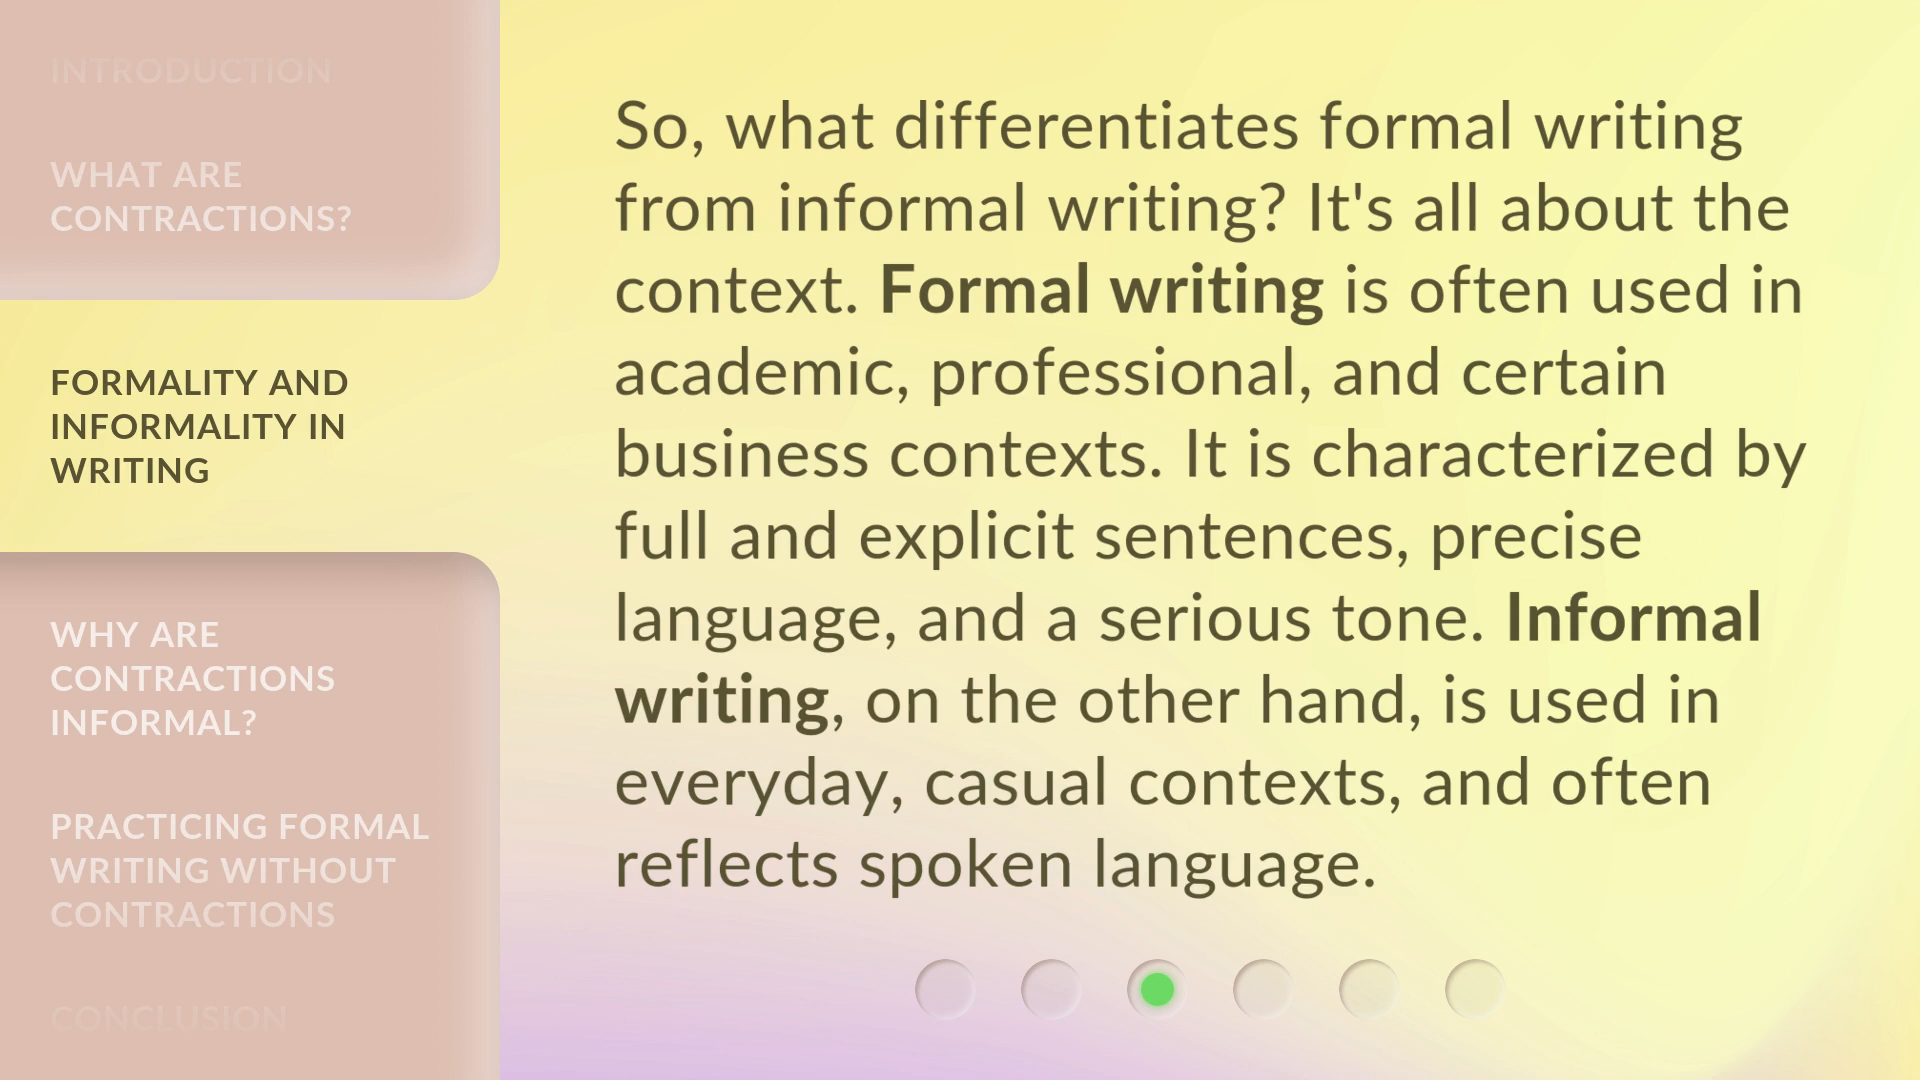 INTRODUCTION
WHAT ARE
CONTRACTIONS?
FORMALITY AND
INFORMALITY IN
WRITING
WHY ARE
CONTRACTIONS
INFORMAL?
PRACTICING FORMAL
WRITING WITHOUT
CONTRACTIONS
CONCLUSION
So, what differentiates formal writing
from informal writing? It's all about the
context. Formal writing is often used in
academic, professional, and certain
business contexts. It is characterized by
full and explicit sentences, precise
language, and a serious tone. Informal
writing, on the other hand, is used in
everyday, casual contexts, and often
reflects spoken language.